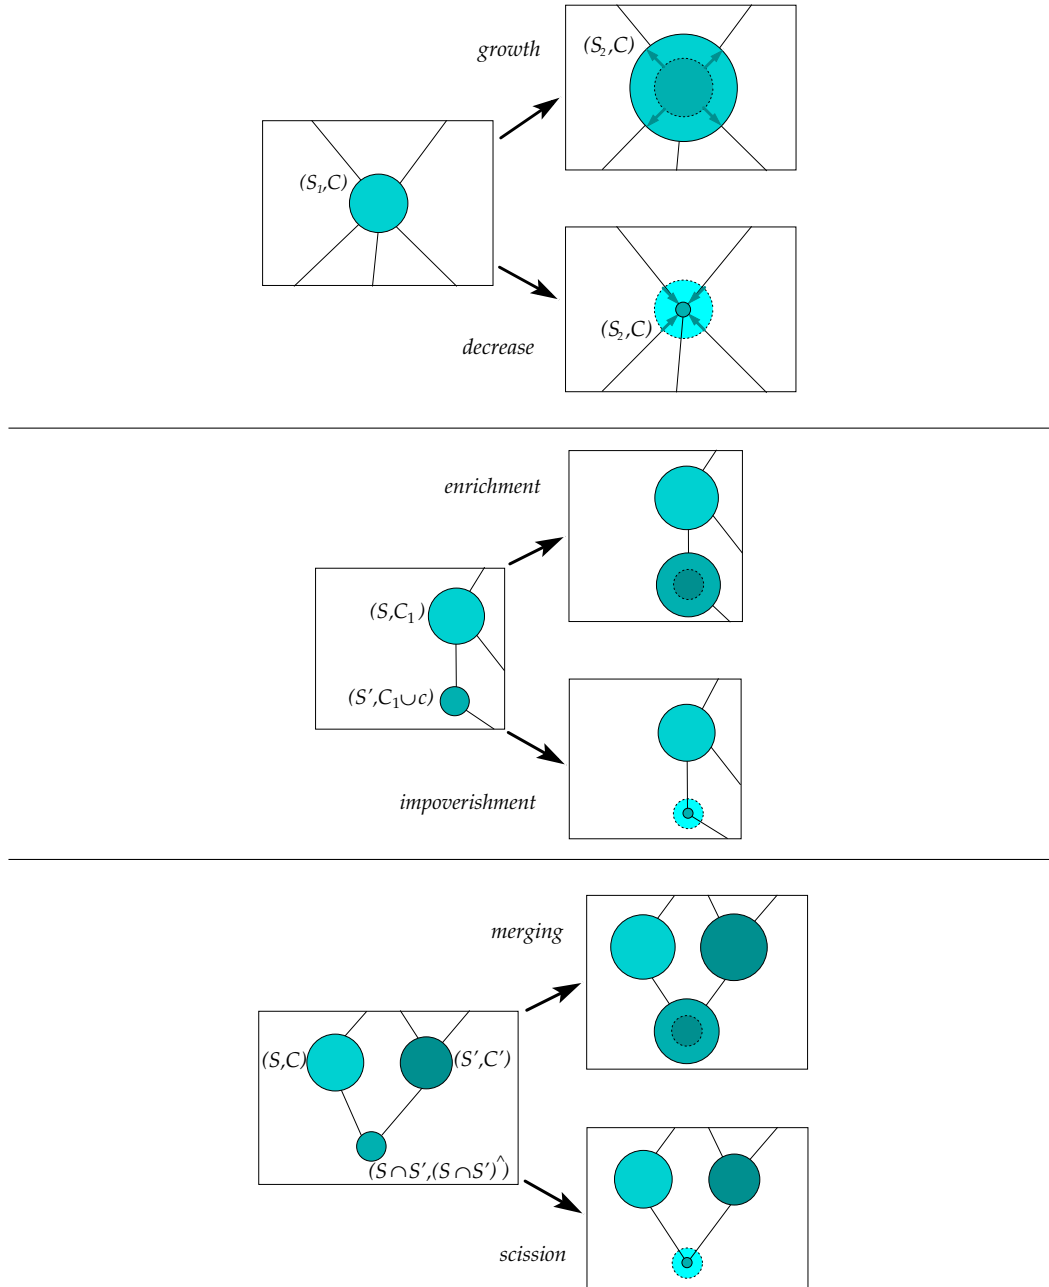 growth
(S₂,C)
(S₁,C)
(S₂,C)
decrease
enrichment
(S,C₁)
(S',C₁∪c)
impoverishment
merging
(S,C)
(S',C')
(S∩S',(S∩S')^)
scission